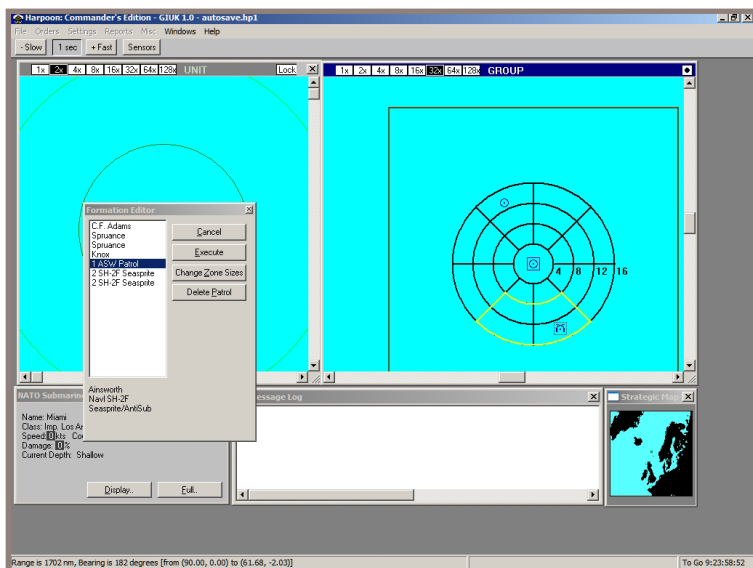 Harpoon: Commander's Edition - GIUK 1.0 - autosave.hp1
File Orders Settings Reports Misc Windows Help
- Slow 1 sec + Fast Sensors
1x 2x 4x 8x 16x 32x 64x 128x UNIT Lock
1x 2x 4x 8x 16x 32x 64x 128x GROUP
4 8 12 16
Formation Editor
C.F. Adams
Spruance
Spruance
Knox
1 ASW Patrol
2 SH-2F Seasprite
2 SH-2F Seasprite
Cancel
Execute
Change Zone Sizes
Delete Patrol
Ainsworth
Navl SH-2F
Seasprite/AntiSub
NATO Submarin
Name: Miami
Class: Imp. Los An
Speed: 0 kts Cou
Damage: 0 %
Current Depth: Shallow
Display.. Full..
essage Log
Strategic Map
Range is 1702 nm, Bearing is 182 degrees [from (90.00, 0.00) to (61.68, -2.03)]
To Go 9:23:58:52